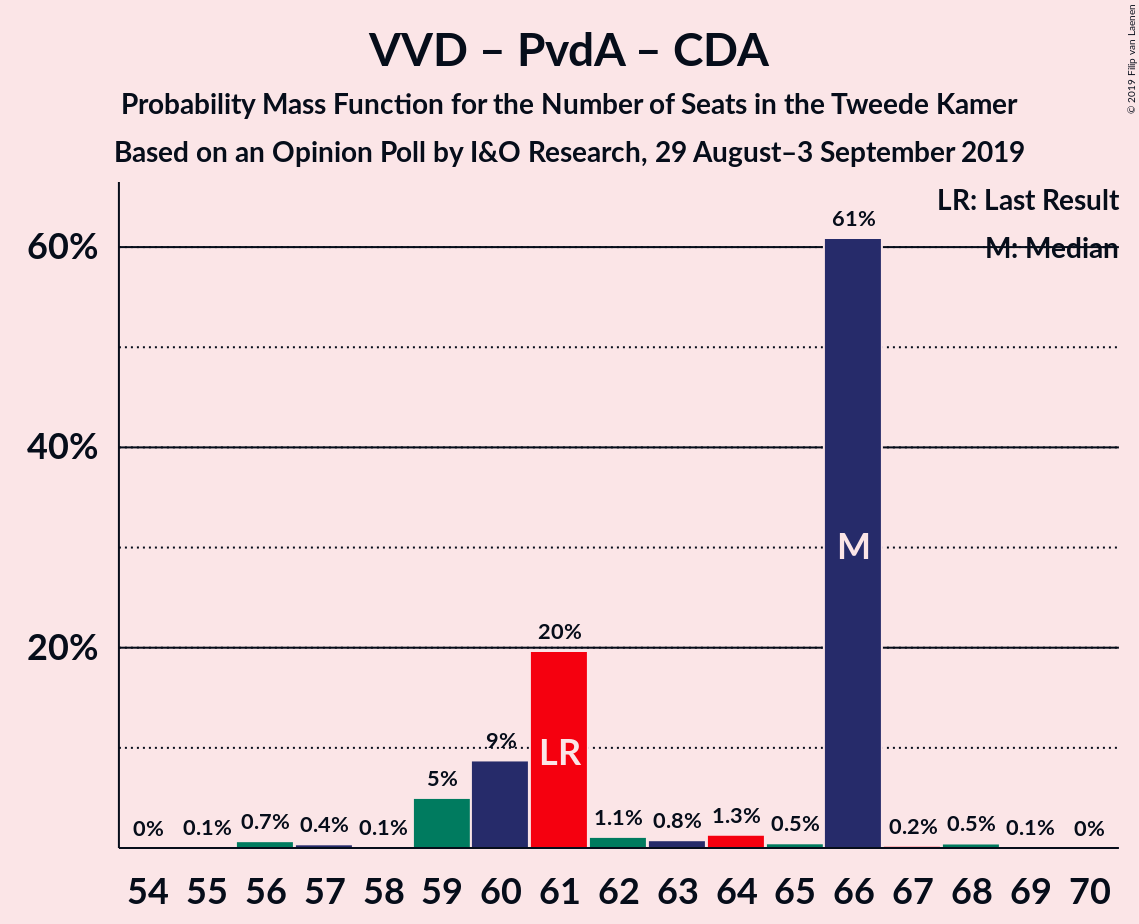 VVD – PvdA – CDA
Probability Mass Function for the Number of Seats in the Tweede Kamer
Based on an Opinion Poll by I&O Research, 29 August–3 September 2019
© 2019 Filip van Laenen
LR: Last Result
M: Median
60%
40%
20%
0% 0.1% 0.7% 0.4% 0.1% 5% 9% 20% 1.1% 0.8% 1.3% 0.5% 61% 0.2% 0.5% 0.1% 0%
LR
M
54 55 56 57 58 59 60 61 62 63 64 65 66 67 68 69 70